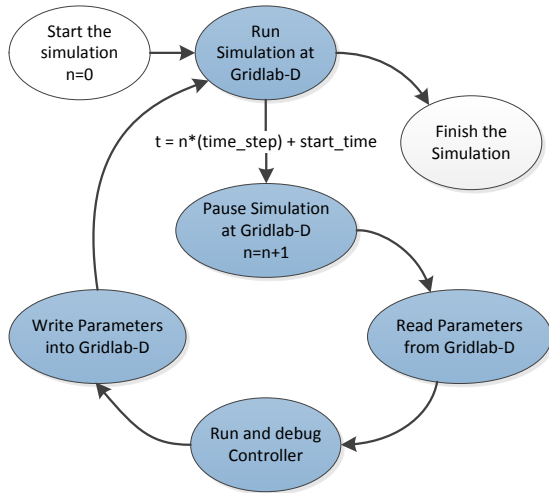 Start the
simulation
n=0
Run
Simulation at
Gridlab-D
Finish the
Simulation
t = n*(time_step) + start_time
Pause Simulation
at Gridlab-D
n=n+1
Write Parameters
into Gridlab-D
Read Parameters
from Gridlab-D
Run and debug
Controller